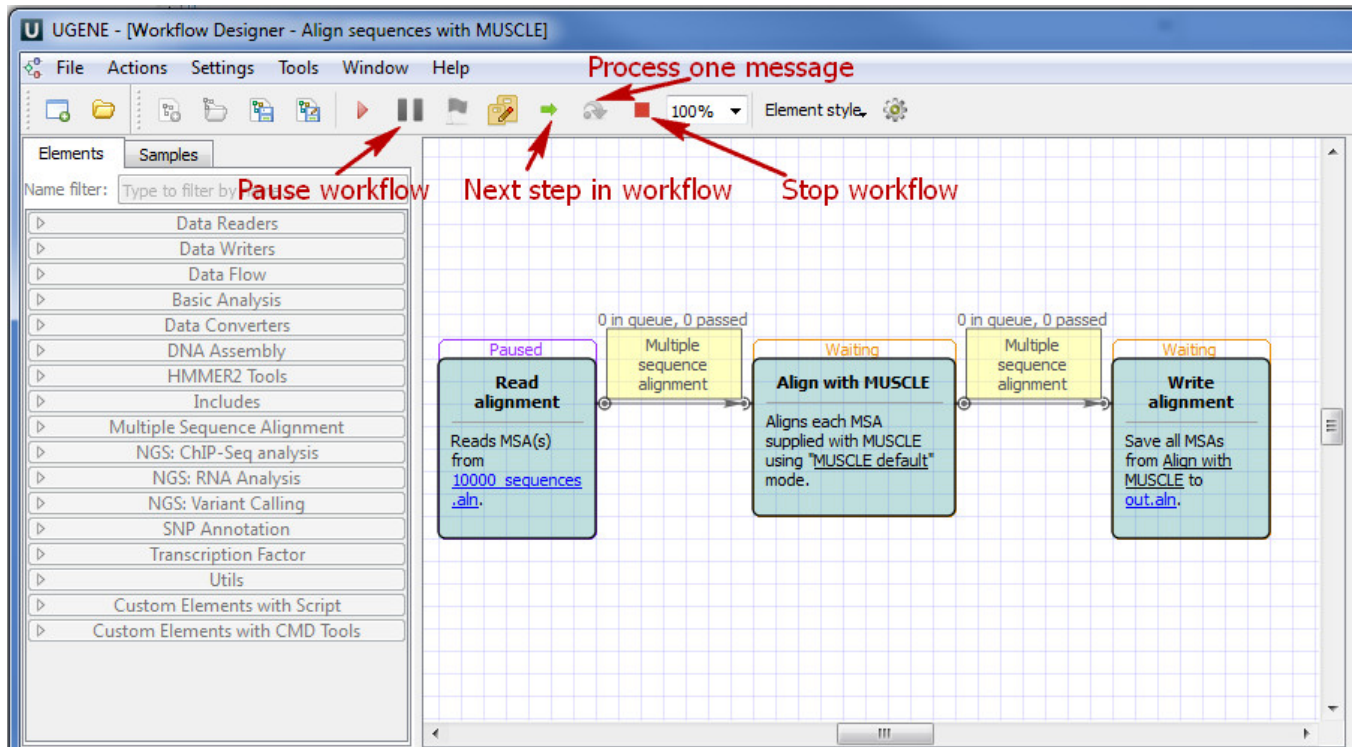 UGENE - [Workflow Designer - Align sequences with MUSCLE]
File Actions Settings Tools Window Help
Process one message
100% Element style
Elements Samples
Pause workflow Next step in workflow Stop workflow
Name filter: Type to filter by
Data Readers
Data Writers
Data Flow
Basic Analysis
Data Converters
DNA Assembly
HMMER2 Tools
Includes
Multiple Sequence Alignment
NGS: ChIP-Seq analysis
NGS: RNA Analysis
NGS: Variant Calling
SNP Annotation
Transcription Factor
Utils
Custom Elements with Script
Custom Elements with CMD Tools
Paused
Read
alignment
Reads MSA(s)
from
10000_sequences
.aln.
0 in queue, 0 passed
Multiple
sequence
alignment
Waiting
Align with MUSCLE
Aligns each MSA
supplied with MUSCLE
using "MUSCLE default"
mode.
0 in queue, 0 passed
Multiple
sequence
alignment
Waiting
Write
alignment
Save all MSAs
from Align with
MUSCLE to
out.aln.